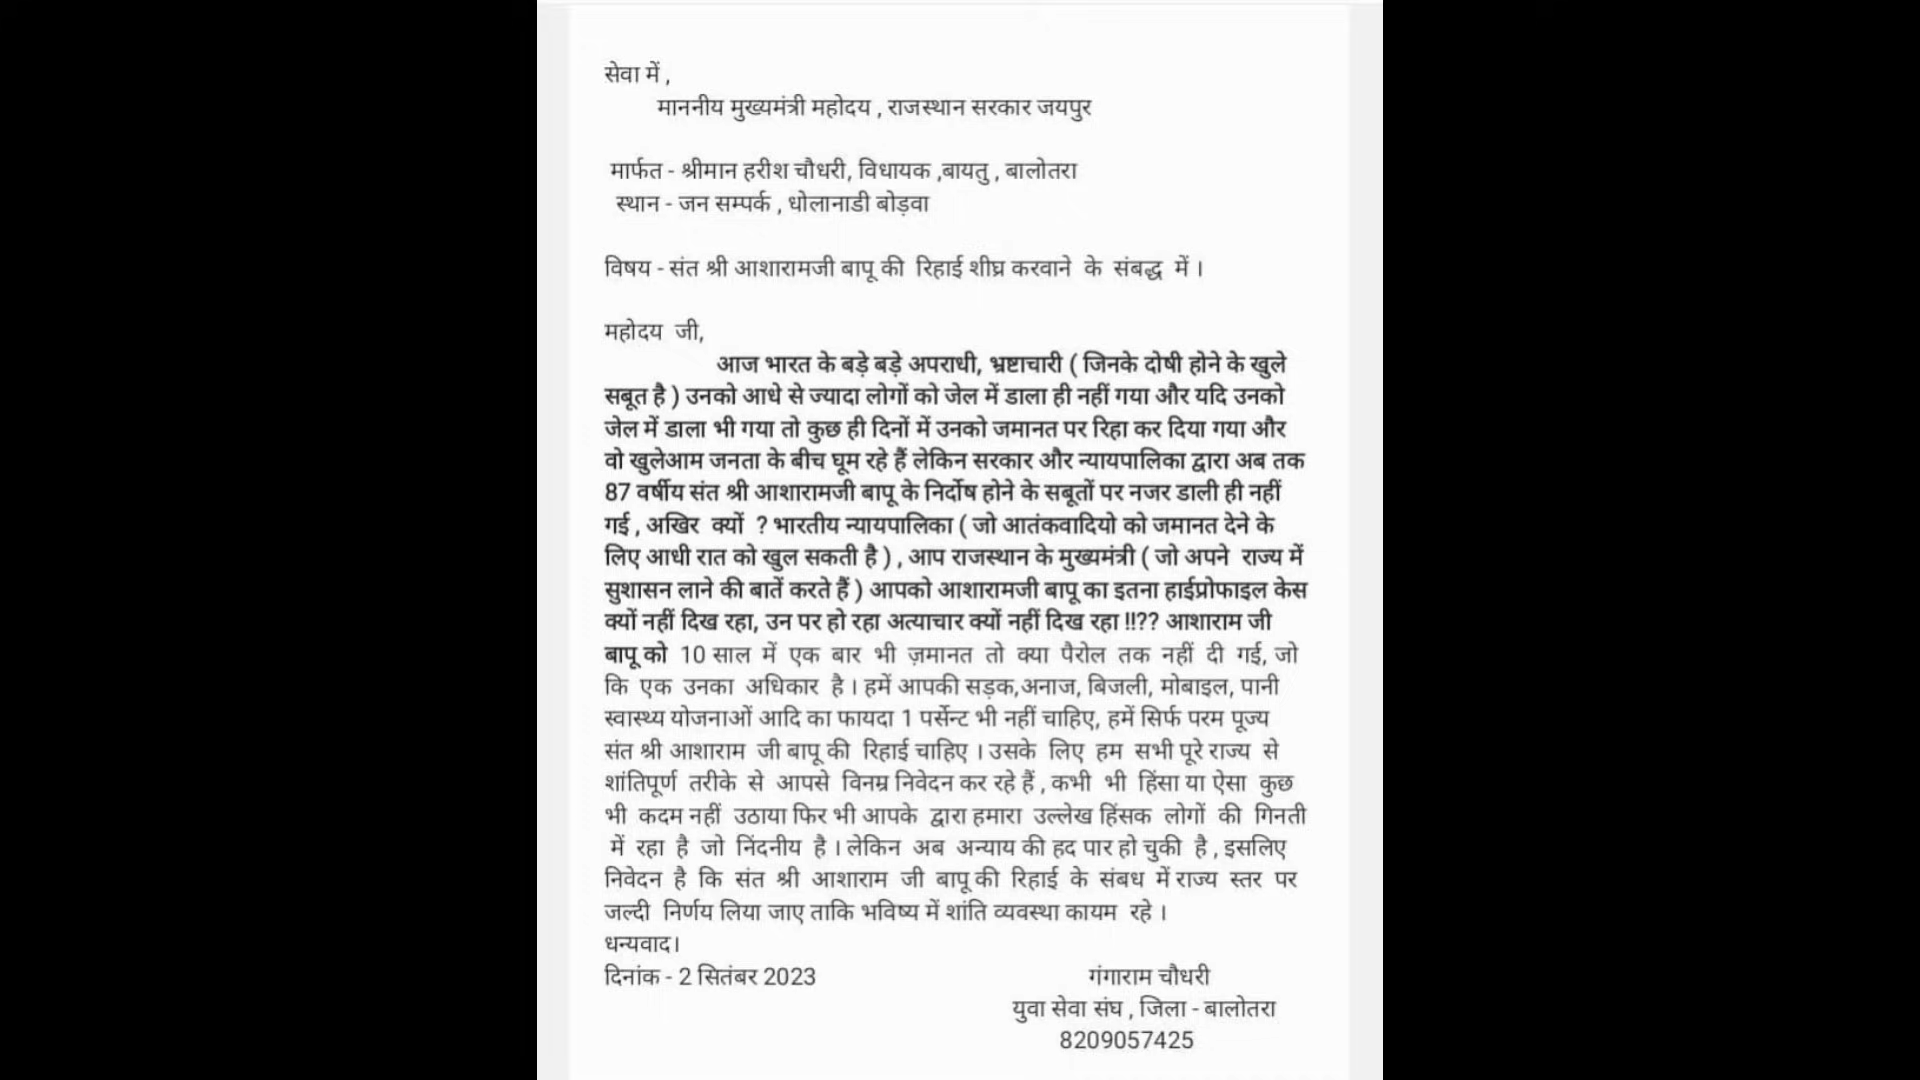 सेवा में ,
माननीय मुख्यमंत्री महोदय , राजस्थान सरकार जयपुर
मार्फत - श्रीमान हरीश चौधरी, विधायक ,बायतु , बालोतरा
स्थान - जन सम्पर्क , धोलानाडी बोड़वा
विषय - संत श्री आशारामजी बापू की रिहाई शीघ्र करवाने के संबद्ध में ।
महोदय जी,
आज भारत के बड़े बड़े अपराधी, भ्रष्टाचारी ( जिनके दोषी होने के खुले
सबूत है ) उनको आधे से ज्यादा लोगों को जेल में डाला ही नहीं गया और यदि उनको
जेल में डाला भी गया तो कुछ ही दिनों में उनको जमानत पर रिहा कर दिया गया और
वो खुलेआम जनता के बीच घूम रहे हैं लेकिन सरकार और न्यायपालिका द्वारा अब तक
87 वर्षीय संत श्री आशारामजी बापू के निर्दोष होने के सबूतों पर नजर डाली ही नहीं
गई , अखिर क्यों ? भारतीय न्यायपालिका ( जो आतंकवादियो को जमानत देने के
लिए आधी रात को खुल सकती है ) , आप राजस्थान के मुख्यमंत्री ( जो अपने राज्य में
सुशासन लाने की बातें करते हैं ) आपको आशारामजी बापू का इतना हाईप्रोफाइल केस
क्यों नहीं दिख रहा, उन पर हो रहा अत्याचार क्यों नहीं दिख रहा !!?? आशाराम जी
बापू को 10 साल में एक बार भी ज़मानत तो क्या पैरोल तक नहीं दी गई, जो
कि एक उनका अधिकार है । हमें आपकी सड़क,अनाज, बिजली, मोबाइल, पानी
स्वास्थ्य योजनाओं आदि का फायदा 1 पर्सेन्ट भी नहीं चाहिए, हमें सिर्फ परम पूज्य
संत श्री आशाराम जी बापू की रिहाई चाहिए । उसके लिए हम सभी पूरे राज्य से
शांतिपूर्ण तरीके से आपसे विनम्र निवेदन कर रहे हैं , कभी भी हिंसा या ऐसा कुछ
भी कदम नहीं उठाया फिर भी आपके द्वारा हमारा उल्लेख हिंसक लोगों की गिनती
में रहा है जो निंदनीय है । लेकिन अब अन्याय की हद पार हो चुकी है , इसलिए
निवेदन है कि संत श्री आशाराम जी बापू की रिहाई के संबध में राज्य स्तर पर
जल्दी निर्णय लिया जाए ताकि भविष्य में शांति व्यवस्था कायम रहे ।
धन्यवाद।
दिनांक - 2 सितंबर 2023 गंगाराम चौधरी
युवा सेवा संघ , जिला - बालोतरा
8209057425